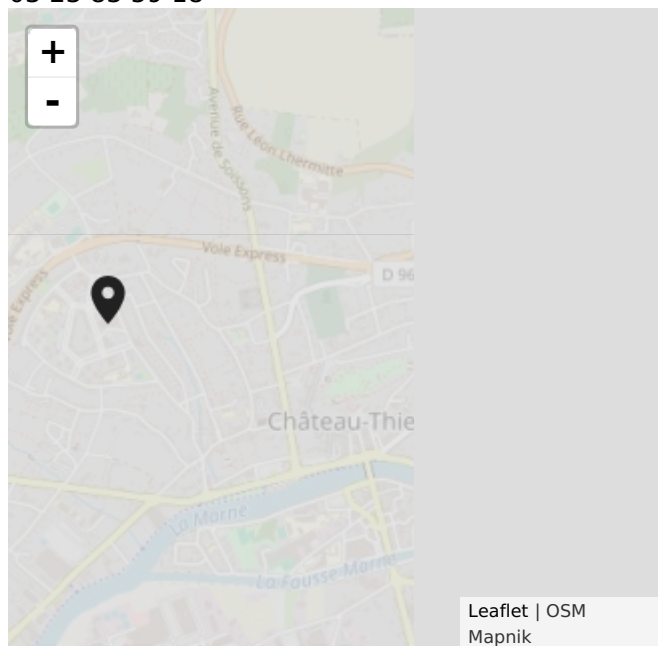 +
-
Avenue de Soissons
Rue Léon Lhermitte
Voie Express
D 96
Voie Express
Château-Thie
La Marne
La Fausse Marne
Leaflet | OSM
Mapnik